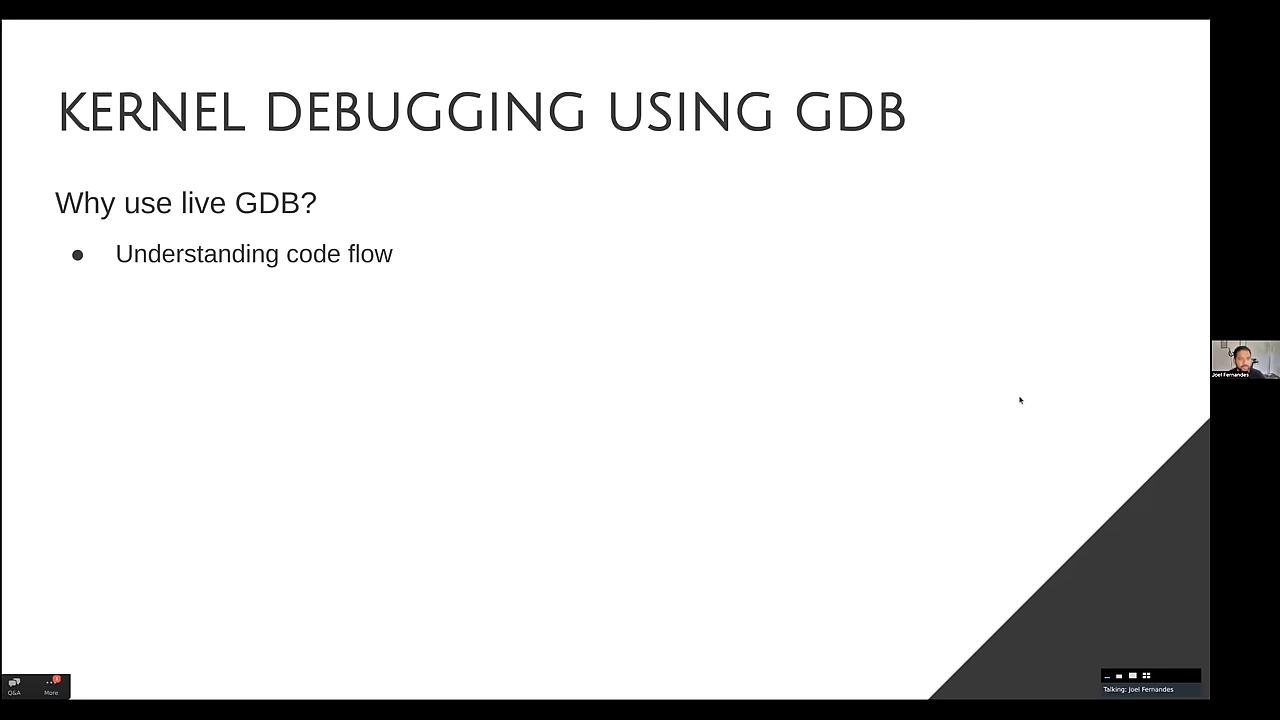 KERNEL DEBUGGING USING GDB
Why use live GDB?
● Understanding code flow
Joel Fernandes
Q&A
More
Talking: Joel Fernandes